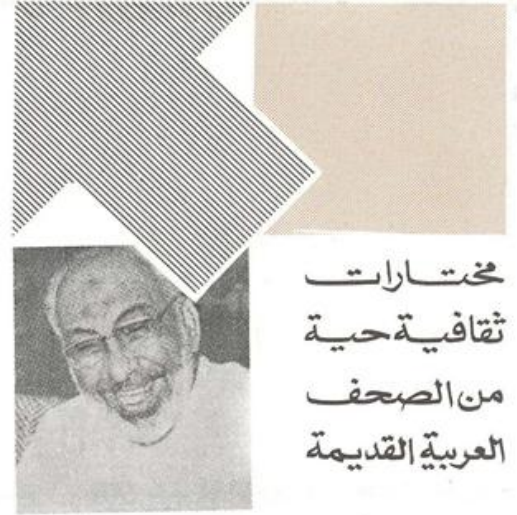 مختارات
ثقافية حية
من الصحف
العربية القديمة